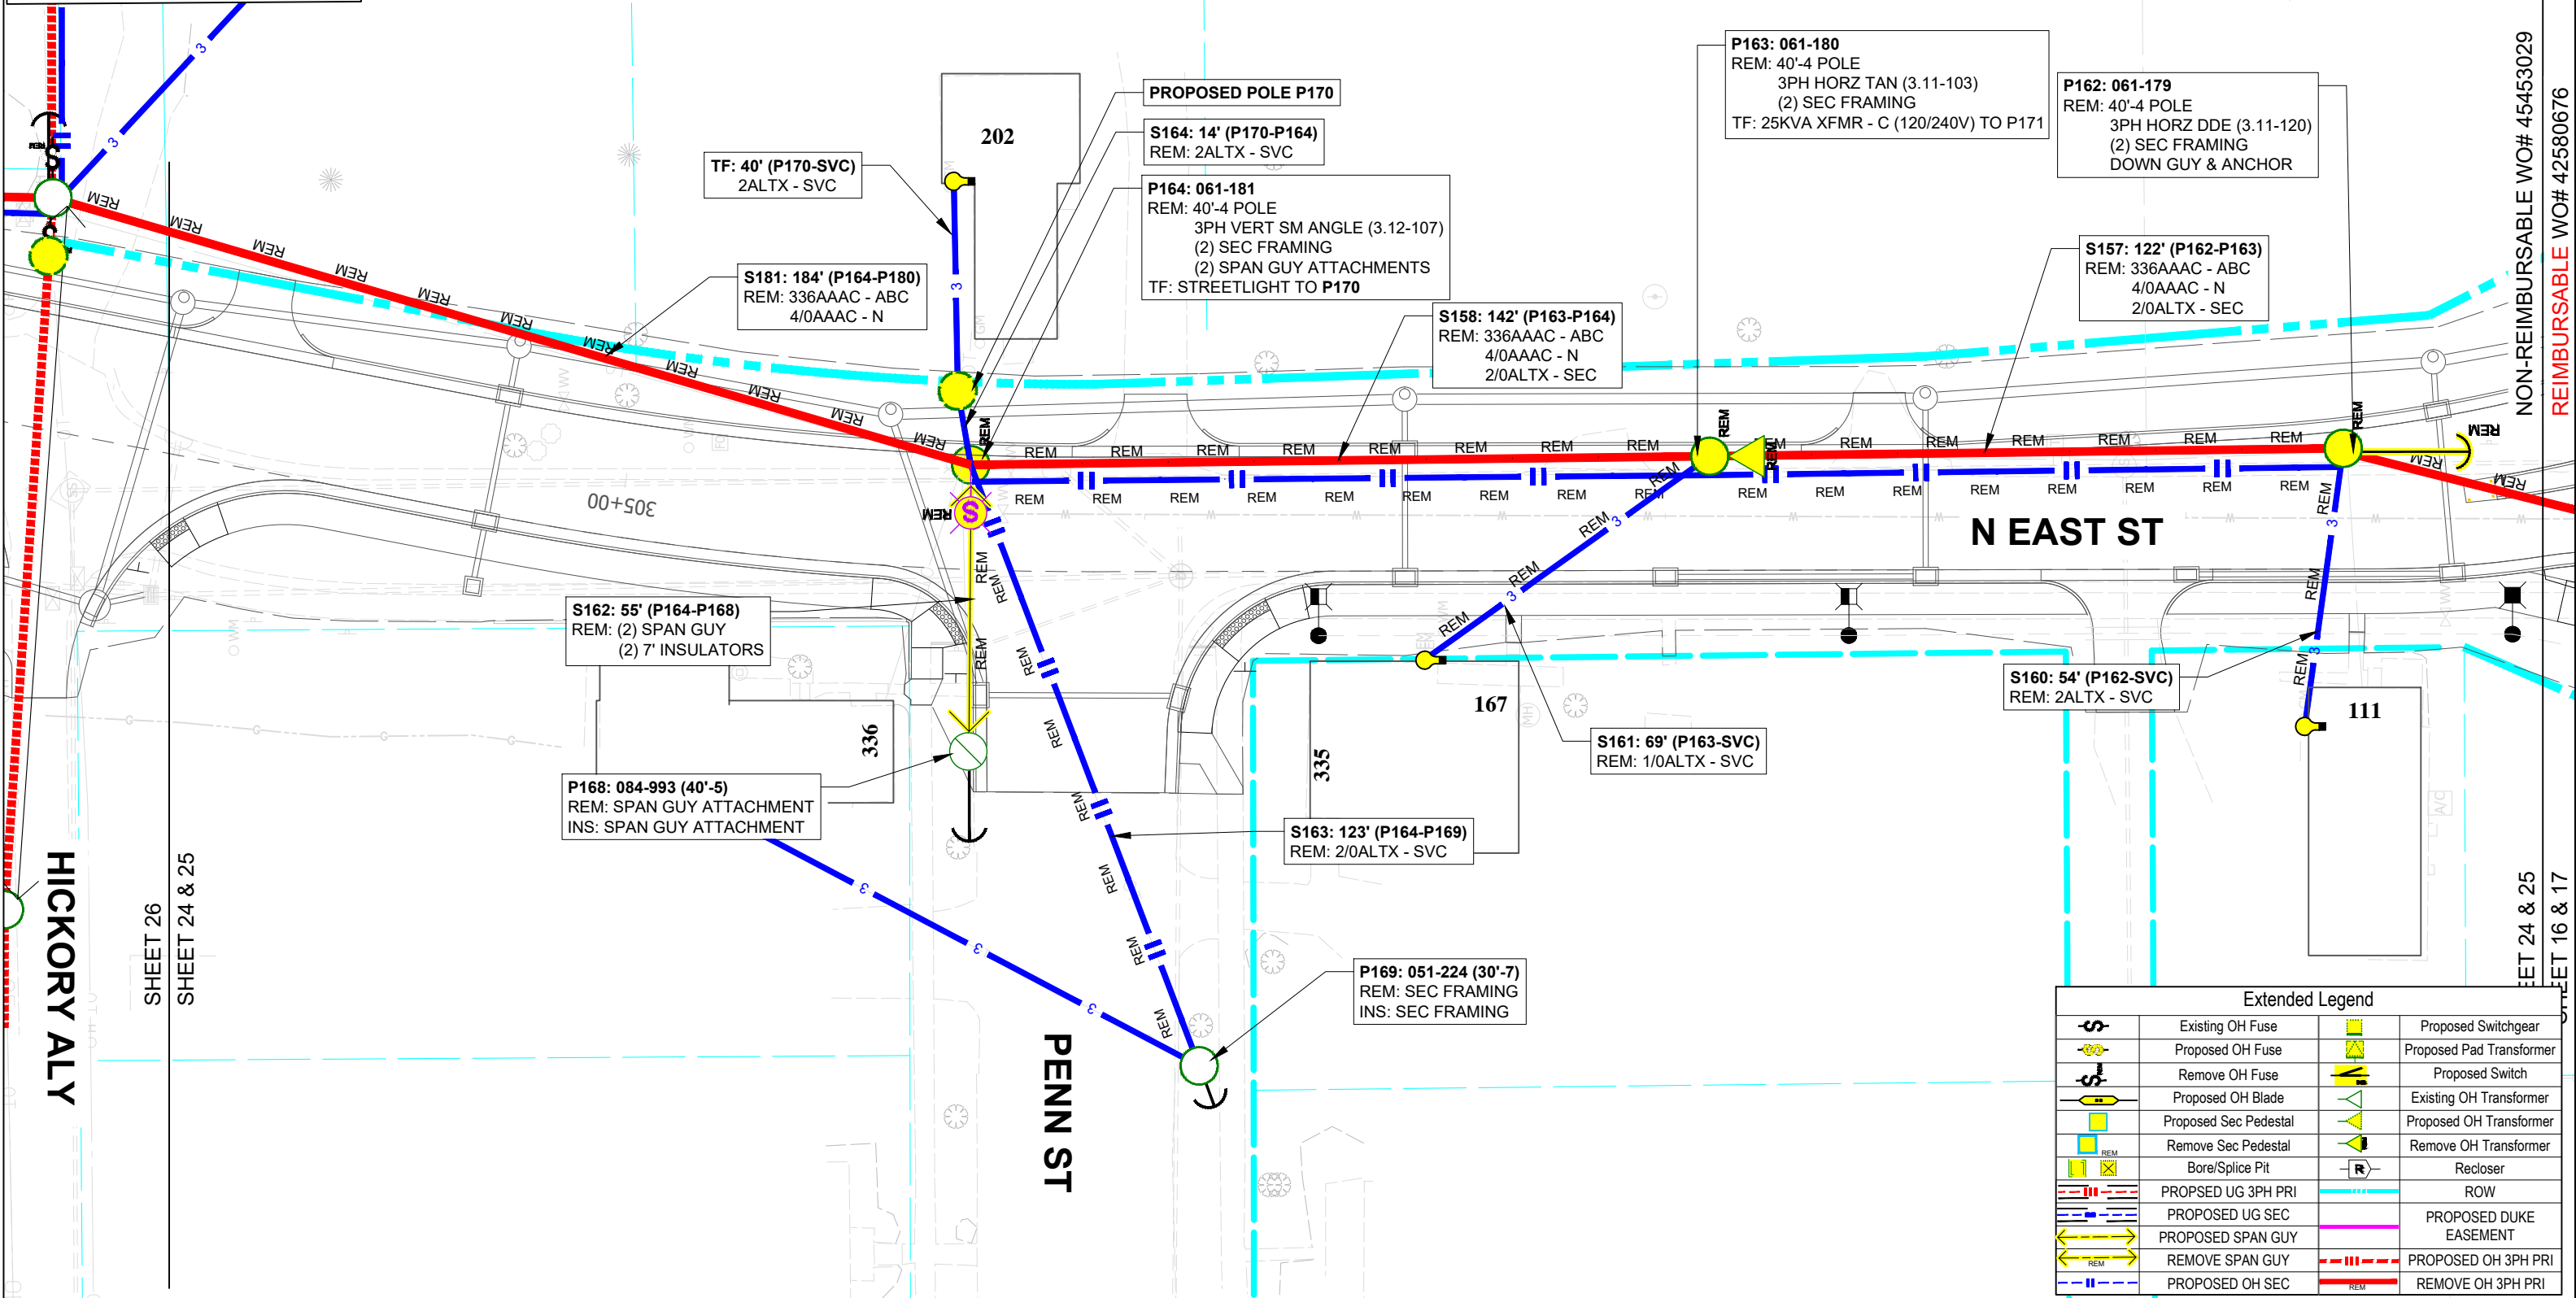 PROPOSED POLE P170
S164: 14' (P170-P164)
REM: 2ALTX - SVC
TF: 40' (P170-SVC)
2ALTX - SVC
202
P164: 061-181
REM: 40'-4 POLE
3PH VERT SM ANGLE (3.12-107)
(2) SEC FRAMING
(2) SPAN GUY ATTACHMENTS
TF: STREETLIGHT TO P170
P163: 061-180
REM: 40'-4 POLE
3PH HORZ TAN (3.11-103)
(2) SEC FRAMING
TF: 25KVA XFMR - C (120/240V) TO P171
P162: 061-179
REM: 40'-4 POLE
3PH HORZ DDE (3.11-120)
(2) SEC FRAMING
DOWN GUY & ANCHOR
NON-REIMBURSABLE WO# 45453029
REIMBURSABLE WO# 42580676
S181: 184' (P164-P180)
REM: 336AAAC - ABC
4/0AAAC - N
S158: 142' (P163-P164)
REM: 336AAAC - ABC
4/0AAAC - N
2/0ALTX - SEC
S157: 122' (P162-P163)
REM: 336AAAC - ABC
4/0AAAC - N
2/0ALTX - SEC
305+00
N EAST ST
S162: 55' (P164-P168)
REM: (2) SPAN GUY
(2) 7' INSULATORS
336
P168: 084-993 (40'-5)
REM: SPAN GUY ATTACHMENT
INS: SPAN GUY ATTACHMENT
167
335
S161: 69' (P163-SVC)
REM: 1/0ALTX - SVC
S160: 54' (P162-SVC)
REM: 2ALTX - SVC
111
S163: 123' (P164-P169)
REM: 2/0ALTX - SVC
P169: 051-224 (30'-7)
REM: SEC FRAMING
INS: SEC FRAMING
HICKORY ALY
SHEET 26
SHEET 24 & 25
PENN ST
EET 24 & 25
EET 16 & 17
Extended Legend
Existing OH Fuse
Proposed Switchgear
Proposed OH Fuse
Proposed Pad Transformer
Remove OH Fuse
Proposed Switch
Proposed OH Blade
Existing OH Transformer
Proposed Sec Pedestal
Proposed OH Transformer
REM
Remove Sec Pedestal
Remove OH Transformer
Bore/Splice Pit
R
Recloser
PROPSED UG 3PH PRI
ROW
PROPOSED UG SEC
PROPOSED DUKE
EASEMENT
PROPOSED SPAN GUY
REM
REMOVE SPAN GUY
PROPOSED OH 3PH PRI
PROPOSED OH SEC
REM
REMOVE OH 3PH PRI